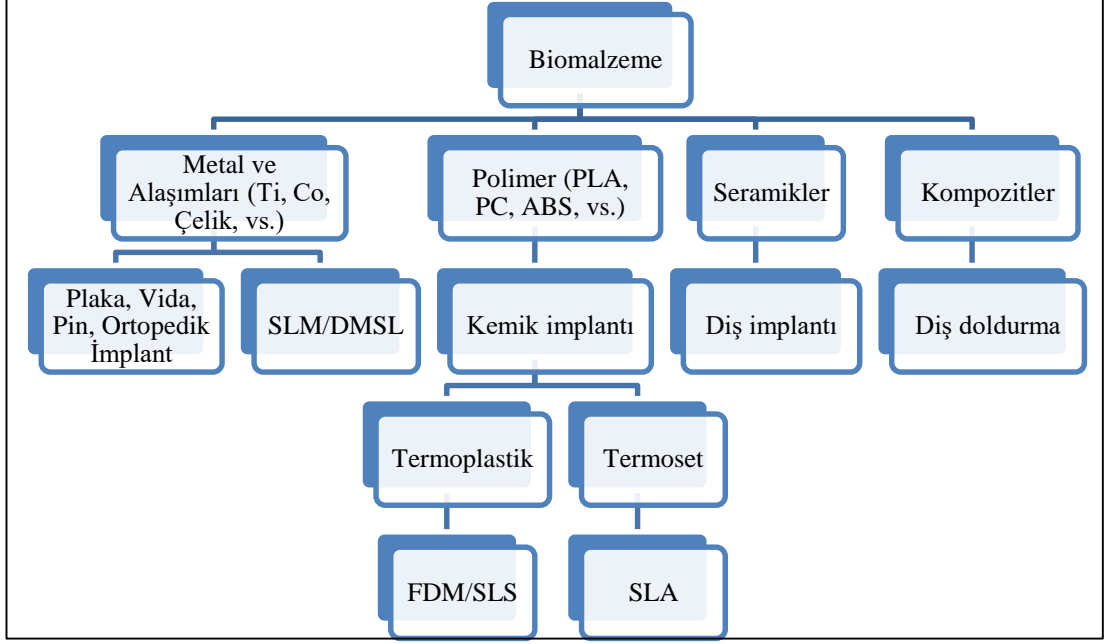 Biomalzeme
Metal ve
Alaşımları (Ti, Co,
Çelik, vs.)
Polimer (PLA,
PC, ABS, vs.)
Seramikler
Kompozitler
Plaka, Vida,
Pin, Ortopedik
İmplant
SLM/DMSL
Kemik implantı
Diş implantı
Diş doldurma
Termoplastik
Termoset
FDM/SLS
SLA